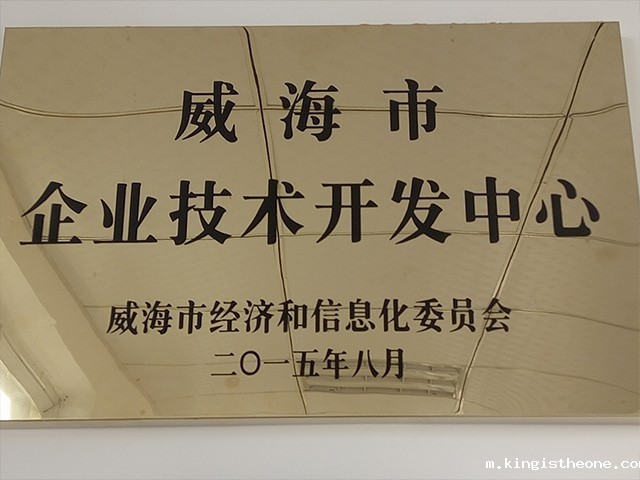 威海市
企业技术开发中心
威海市经济和信息化委员会
二〇一五年八月
m.kingistheone.com